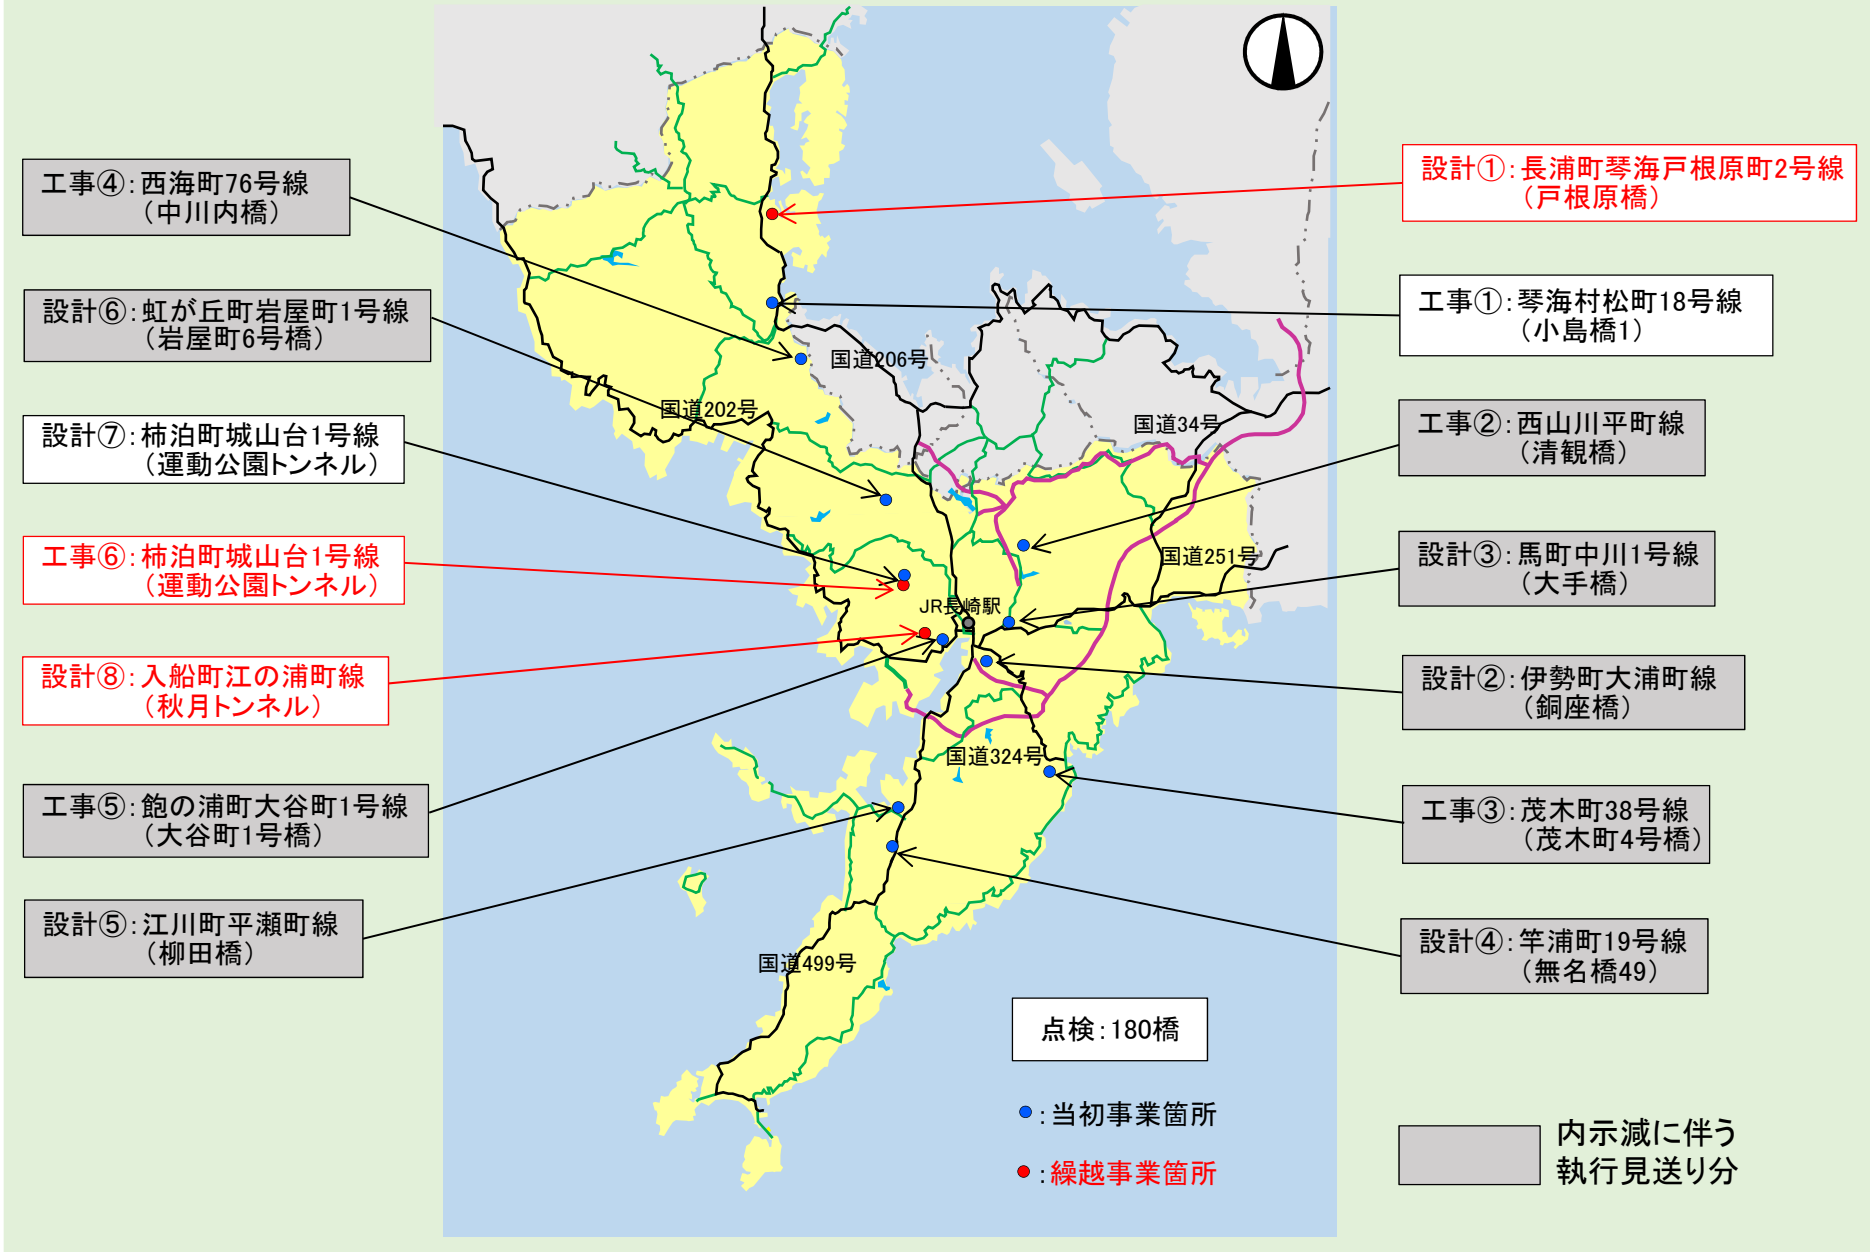 工事④：西海町76号線
（中川内橋）
設計⑥：虹が丘町岩屋町1号線
（岩屋町6号橋）
設計⑦：柿泊町城山台1号線
（運動公園トンネル）
工事⑥：柿泊町城山台1号線
（運動公園トンネル）
設計⑧：入船町江の浦町線
（秋月トンネル）
工事⑤：飽の浦町大谷町1号線
（大谷町1号橋）
設計⑤：江川町平瀬町線
（柳田橋）
国道206号
国道202号
国道34号
国道251号
JR長崎駅
国道324号
国道499号
設計①：長浦町琴海戸根原町2号線
（戸根原橋）
工事①：琴海村松町18号線
（小島橋1）
工事②：西山川平町線
（清観橋）
設計③：馬町中川1号線
（大手橋）
設計②：伊勢町大浦町線
（銅座橋）
工事③：茂木町38号線
（茂木町4号橋）
設計④：竿浦町19号線
（無名橋49）
点検：180橋
：当初事業箇所
：繰越事業箇所
内示減に伴う
執行見送り分